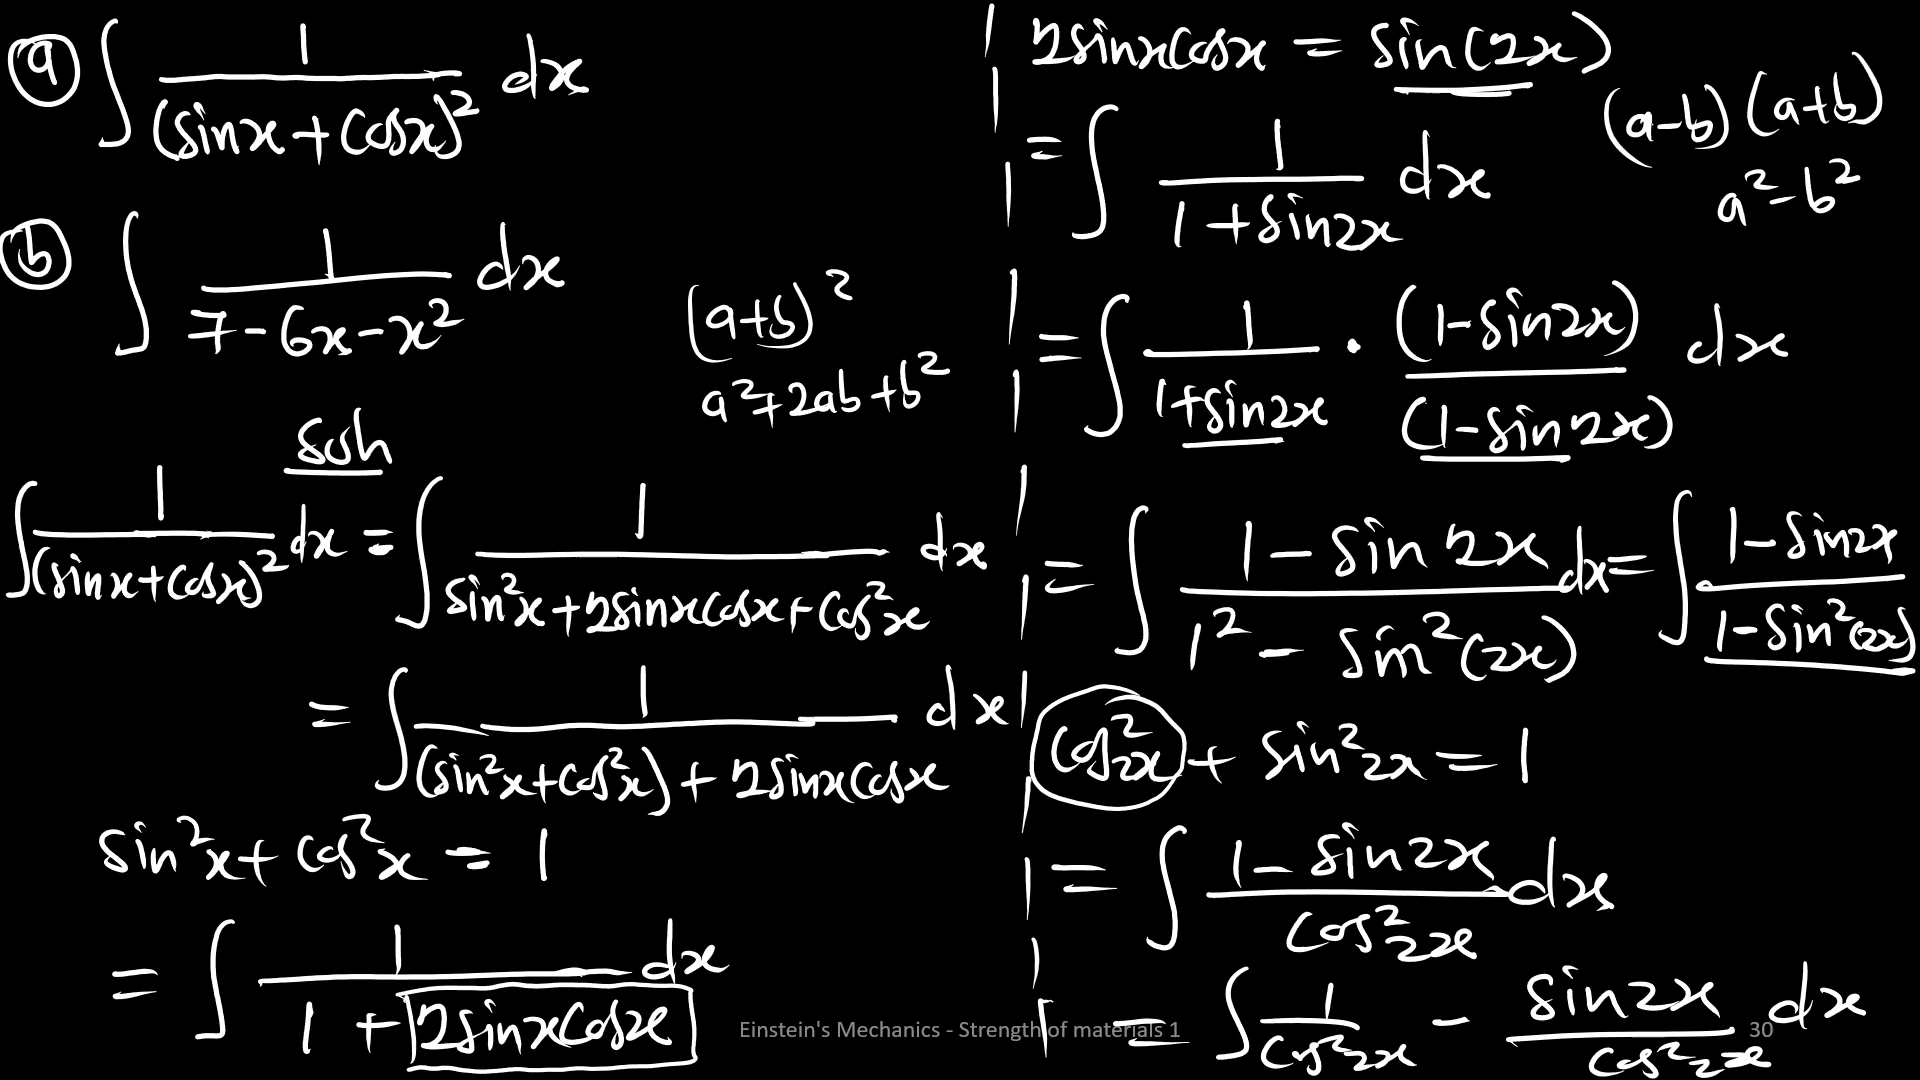 (a) ∫ 1/(sinx+cosx)² dx
(b) ∫ 1/(7-6x-x²) dx
(a+b)²
a²+2ab+b²
soln
∫ 1/(sinx+cosx)² dx = ∫ 1/(sin²x+2sinxcosx+cos²x) dx
= ∫ 1/((sin²x+cos²x)+2sinxcosx) dx
sin²x+cos²x = 1
= ∫ 1/(1+2sinxcosx) dx
2sinxcosx = sin(2x)
(a-b)(a+b)
a²-b²
= ∫ 1/(1+sin2x) dx
= ∫ 1/(1+sin2x) · (1-sin2x)/(1-sin2x) dx
= ∫ (1-sin2x)/(1²-sin²(2x)) dx = ∫ (1-sin2x)/(1-sin²(2x))
cos²2x + sin²2x = 1
= ∫ (1-sin2x)/(cos²2x) dx
= ∫ 1/(cos²2x) - sin2x/(cos²2x) dx
Einstein's Mechanics - Strength of materials 1
30